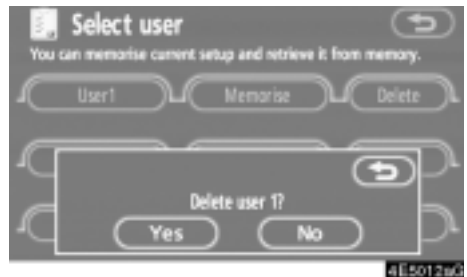 Select user
You can memorise current setup and retrieve it from memory.
User1 Memorise Delete
Delete user 1?
Yes No